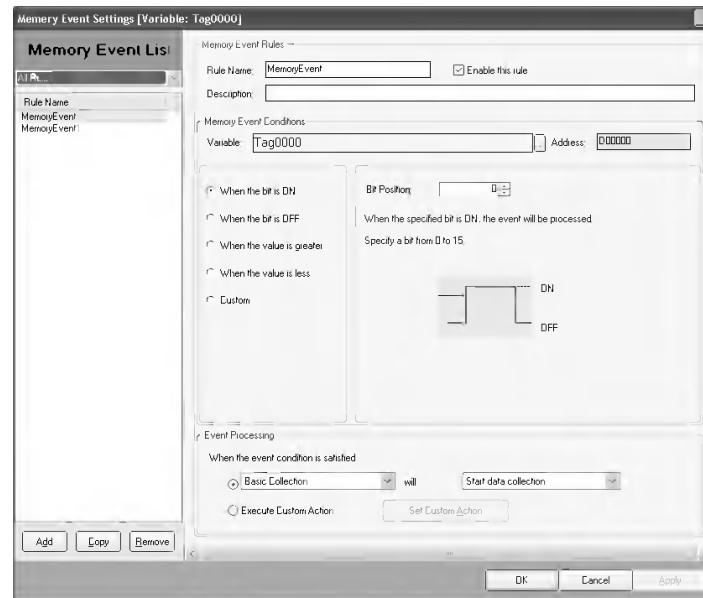 Memory Event Settings [Variable: Tag0000]
Memory Event List
Rule Name
MemoryEvent
MemoryEvent1
Memory Event Rules
Rule Name: MemoryEvent
Enable this rule
Description:
Memory Event Conditions
Variable: Tag0000
Address: D00000
When the bit is ON
When the bit is OFF
When the value is greater
When the value is less
Custom
Bit Position: 0
When the specified bit is ON, the event will be processed.
Specify a bit from 0 to 15.
ON
OFF
Event Processing
When the event condition is satisfied
Basic Collection will Start data collection
Execute Custom Action Set Custom Action
Add Copy Remove
OK Cancel Apply